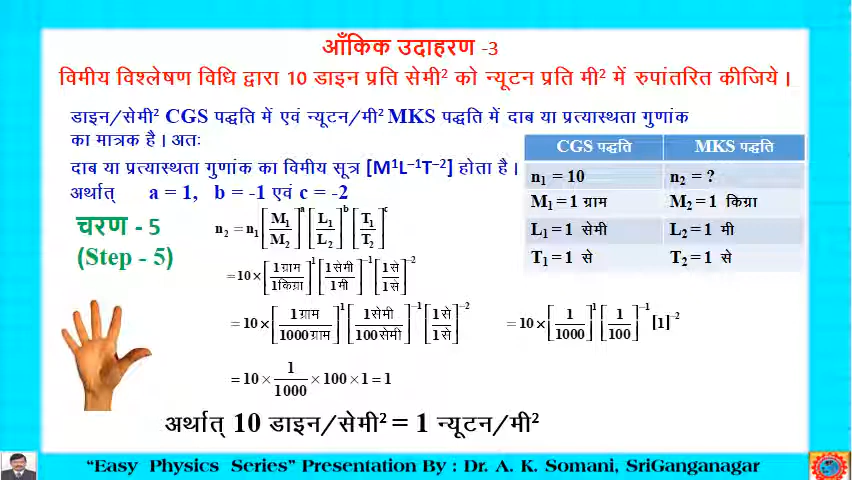 आँकिक उदाहरण -3
विमीय विश्लेषण विधि द्वारा 10 डाइन प्रति सेमी² को न्यूटन प्रति मी² में रुपांतरित कीजिये।
डाइन/सेमी² CGS पद्धति में एवं न्यूटन/मी² MKS पद्धति में दाब या प्रत्यास्थता गुणांक
का मात्रक है। अतः
दाब या प्रत्यास्थता गुणांक का विमीय सूत्र [M¹L⁻¹T⁻²] होता है।
अर्थात् a = 1, b = -1 एवं c = -2
CGS पद्धति MKS पद्धति
n₁ = 10 n₂ = ?
M₁ = 1 ग्राम M₂ = 1 किग्रा
L₁ = 1 सेमी L₂ = 1 मी
T₁ = 1 से T₂ = 1 से
चरण - 5
(Step - 5)
n₂ = n₁ [M₁/M₂]ᵃ [L₁/L₂]ᵇ [T₁/T₂]ᶜ
= 10 × [1ग्राम/1किग्रा]¹ [1सेमी/1मी]⁻¹ [1से/1से]⁻²
= 10 × [1ग्राम/1000ग्राम]¹ [1सेमी/100सेमी]⁻¹ [1से/1से]⁻² = 10 × [1/1000]¹ [1/100]⁻¹ [1]⁻²
= 10 × 1/1000 × 100 × 1 = 1
अर्थात् 10 डाइन/सेमी² = 1 न्यूटन/मी²
“Easy Physics Series” Presentation By : Dr. A. K. Somani, SriGanganagar